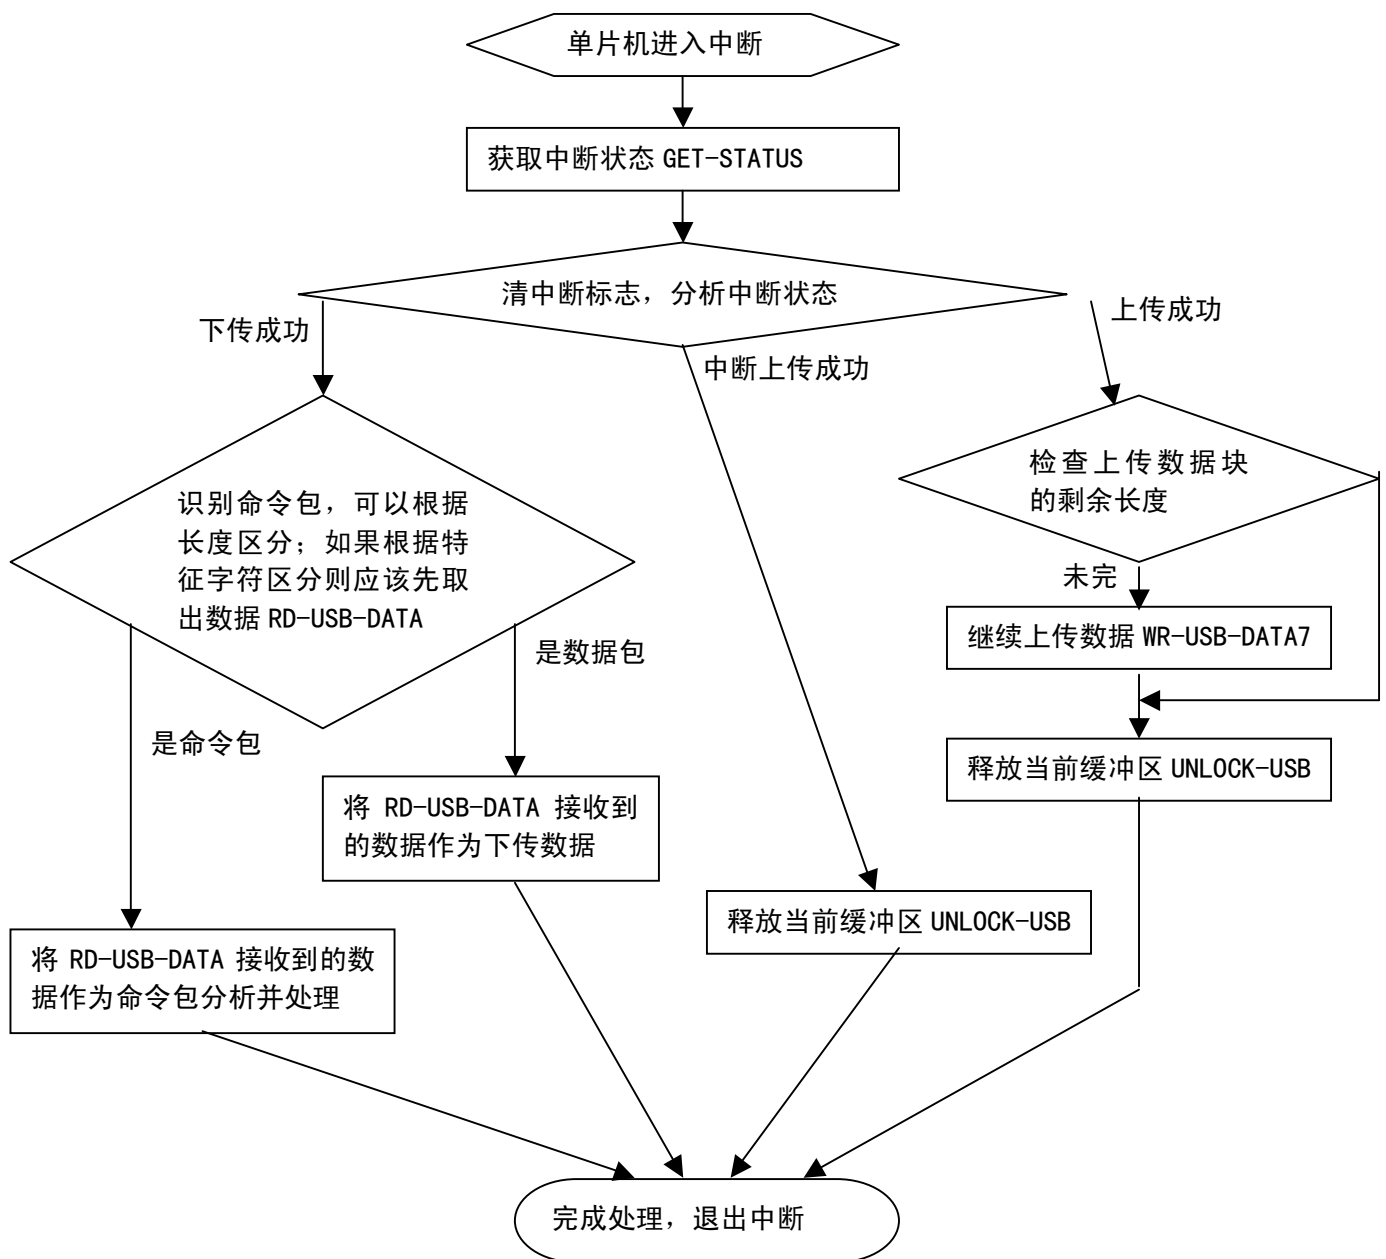 单片机进入中断
获取中断状态 GET-STATUS
清中断标志，分析中断状态
下传成功
上传成功
中断上传成功
检查上传数据块
的剩余长度
识别命令包，可以根据
长度区分；如果根据特
征字符区分则应该先取
出数据 RD-USB-DATA
未完
继续上传数据 WR-USB-DATA7
是数据包
是命令包
释放当前缓冲区 UNLOCK-USB
将 RD-USB-DATA 接收到
的数据作为下传数据
释放当前缓冲区 UNLOCK-USB
将 RD-USB-DATA 接收到的数
据作为命令包分析并处理
完成处理，退出中断